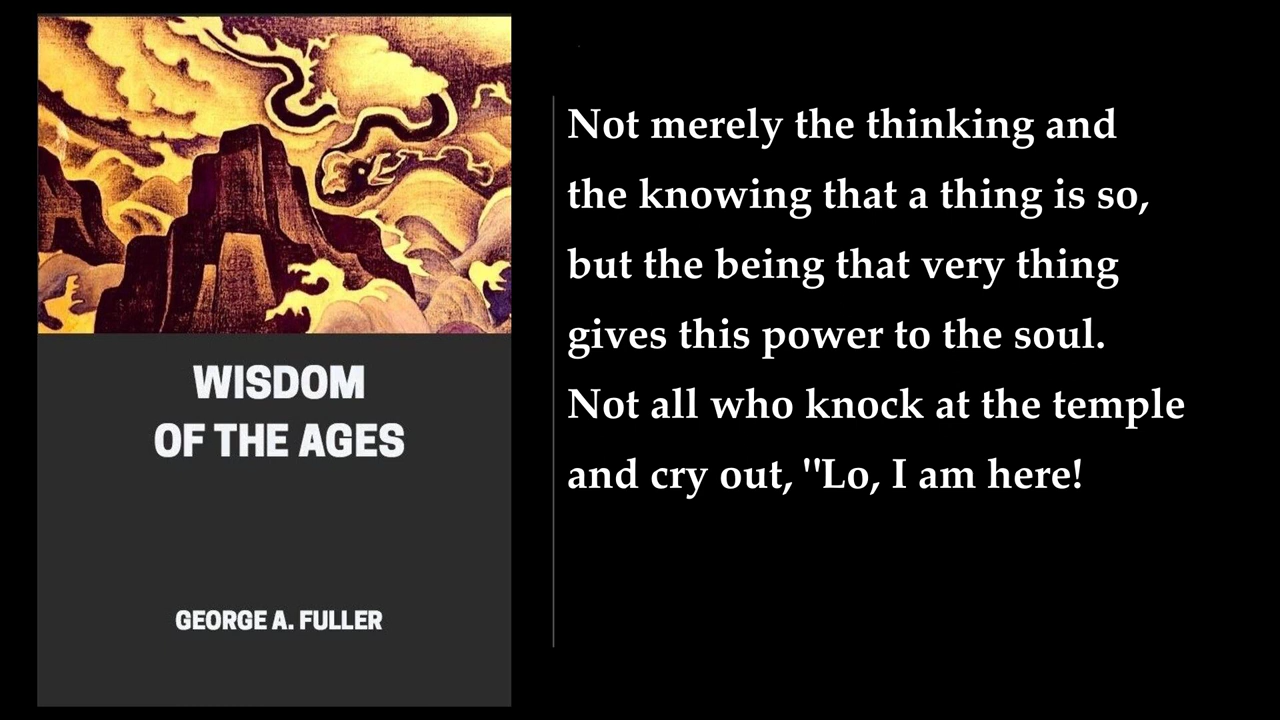 WISDOM
OF THE AGES
GEORGE A. FULLER
Not merely the thinking and
the knowing that a thing is so,
but the being that very thing
gives this power to the soul.
Not all who knock at the temple
and cry out, "Lo, I am here!